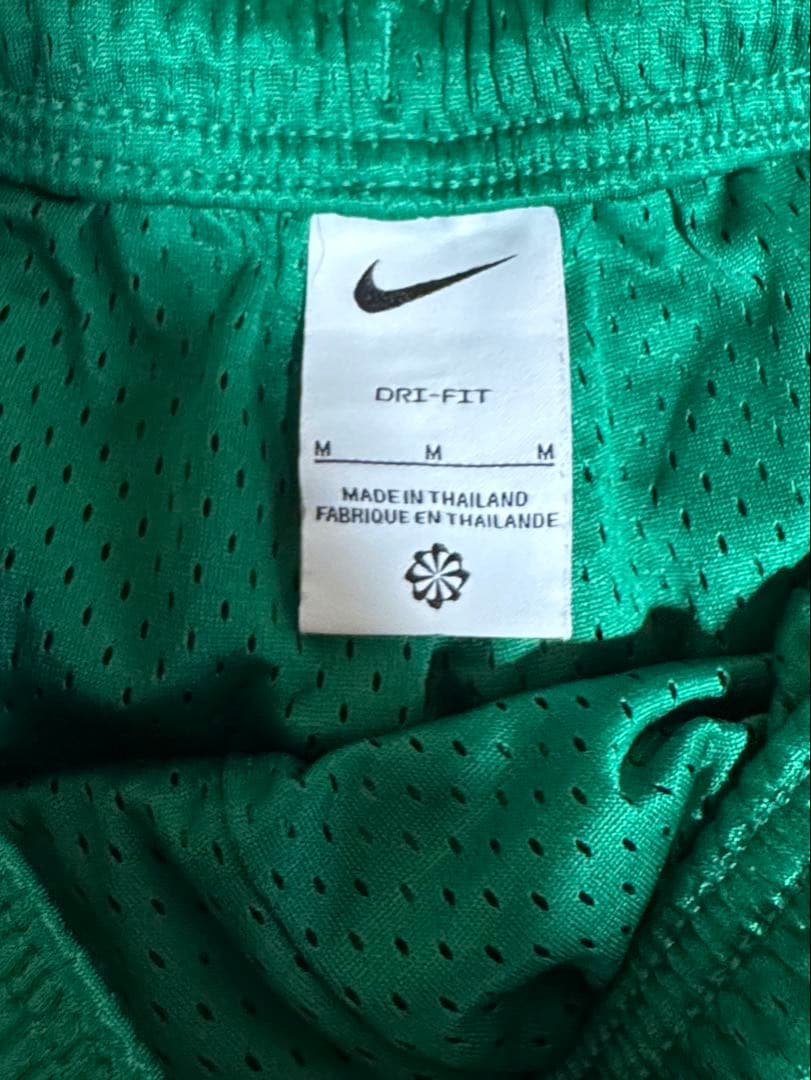 DRI-FIT
M M M
MADE IN THAILAND
FABRIQUE EN THAILANDE